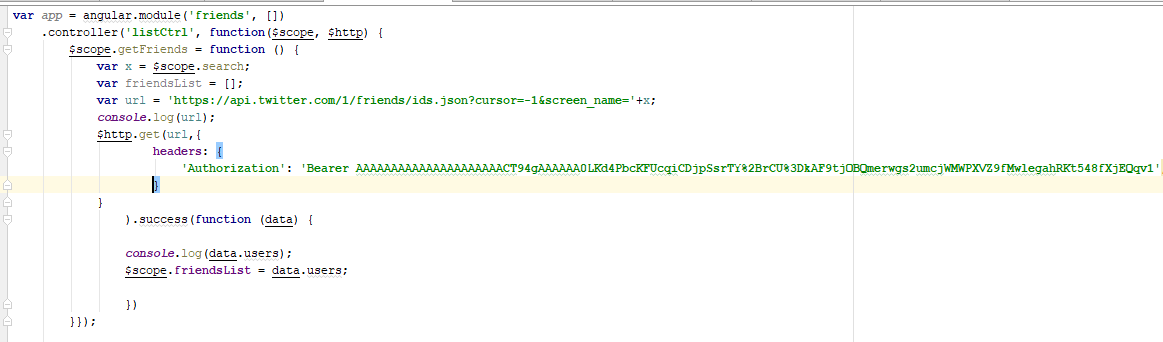 var app = angular.module('friends', [])
.controller('listCtrl', function($scope, $http) {
$scope.getFriends = function () {
var x = $scope.search;
var friendsList = [];
var url = 'https://api.twitter.com/1/friends/ids.json?cursor=-1&screen_name='+x;
console.log(url);
$http.get(url,{
headers: {
'Authorization': 'Bearer AAAAAAAAAAAAAAAAAAAAACT94gAAAAAA0LKd4PbcKFUcqiCDjpSsrTY%2BrCU%3DkAF9tjOBQmerwgs2umcjWMWPXVZ9fMwlegahRKt548fXjEQqv1'
}
}
).success(function (data) {
console.log(data.users);
$scope.friendsList = data.users;
})
}});